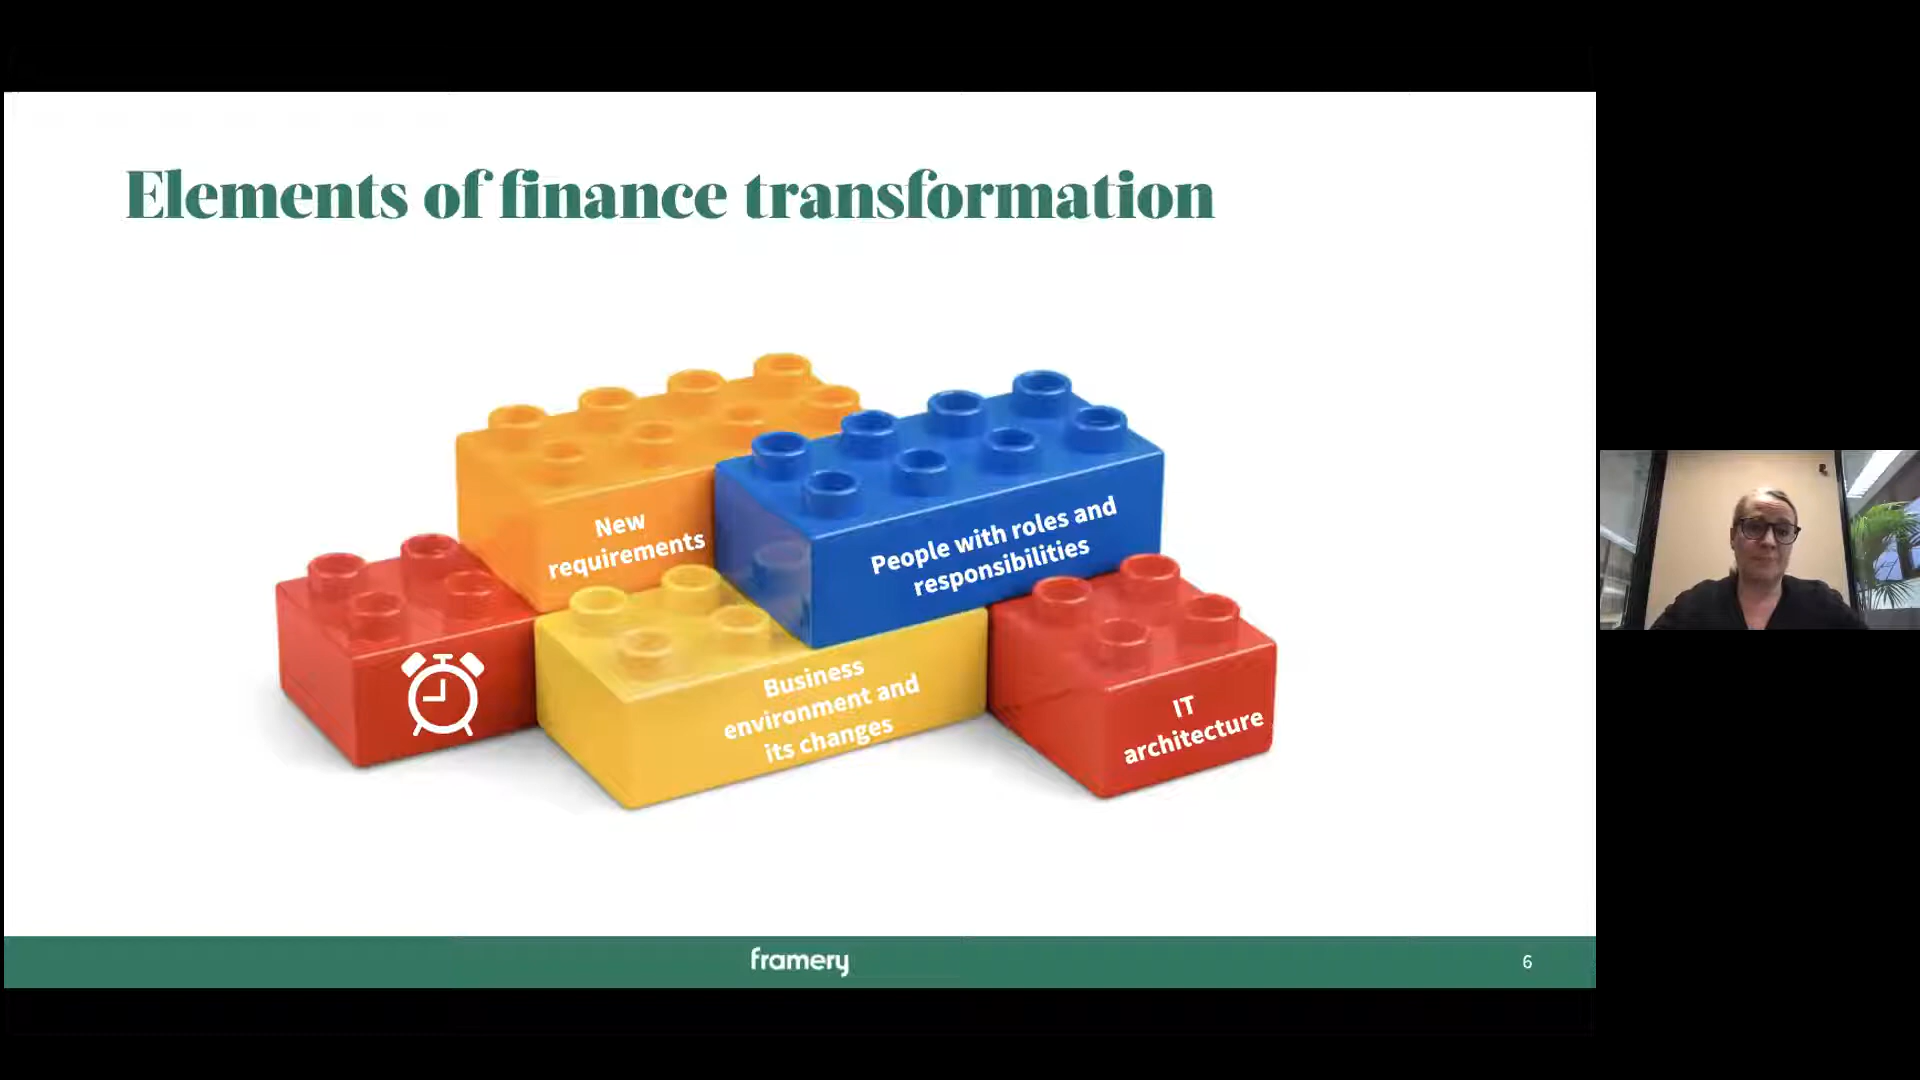 Elements of finance transformation
New
requirements
People with roles and
responsibilities
Business
environment and
its changes
IT
architecture
framery
6